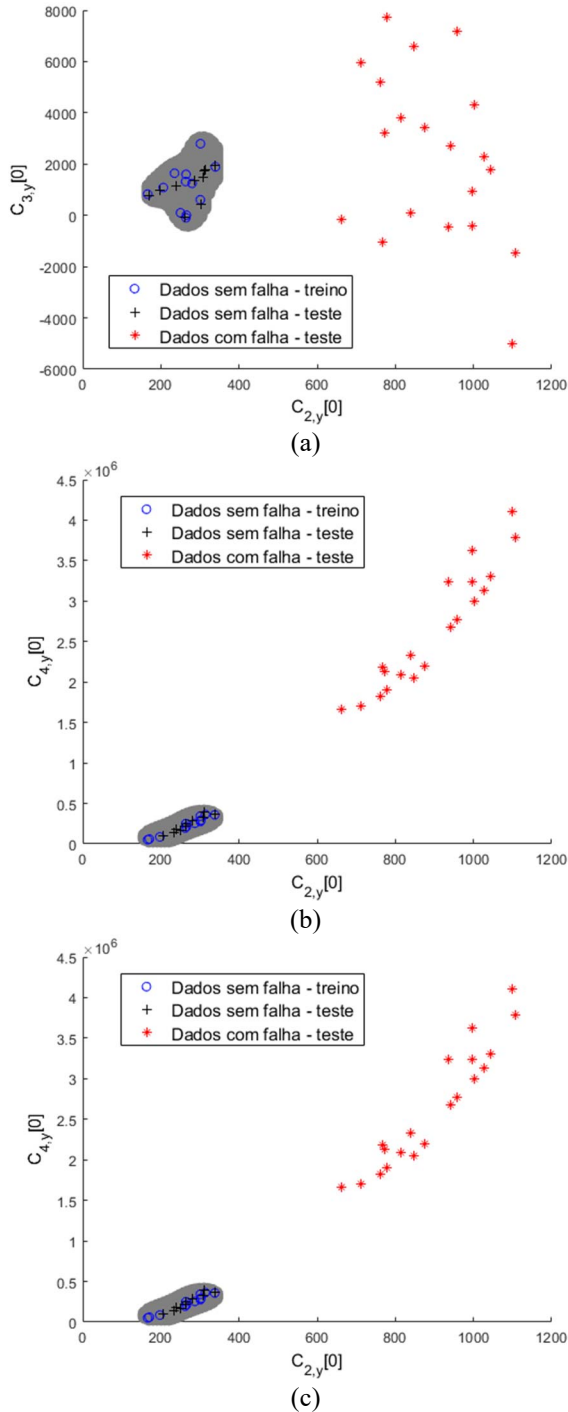 8000
6000
4000
2000
0
-2000
-4000
-6000
C3,y[0]
Dados sem falha - treino
Dados sem falha - teste
Dados com falha - teste
0 200 400 600 800 1000 1200
C2,y[0]
(a)
×10^6
4.5
4
3.5
3
2.5
2
1.5
1
0.5
0
C4,y[0]
Dados sem falha - treino
Dados sem falha - teste
Dados com falha - teste
0 200 400 600 800 1000 1200
C2,y[0]
(b)
×10^6
4.5
4
3.5
3
2.5
2
1.5
1
0.5
0
C4,y[0]
Dados sem falha - treino
Dados sem falha - teste
Dados com falha - teste
0 200 400 600 800 1000 1200
C2,y[0]
(c)